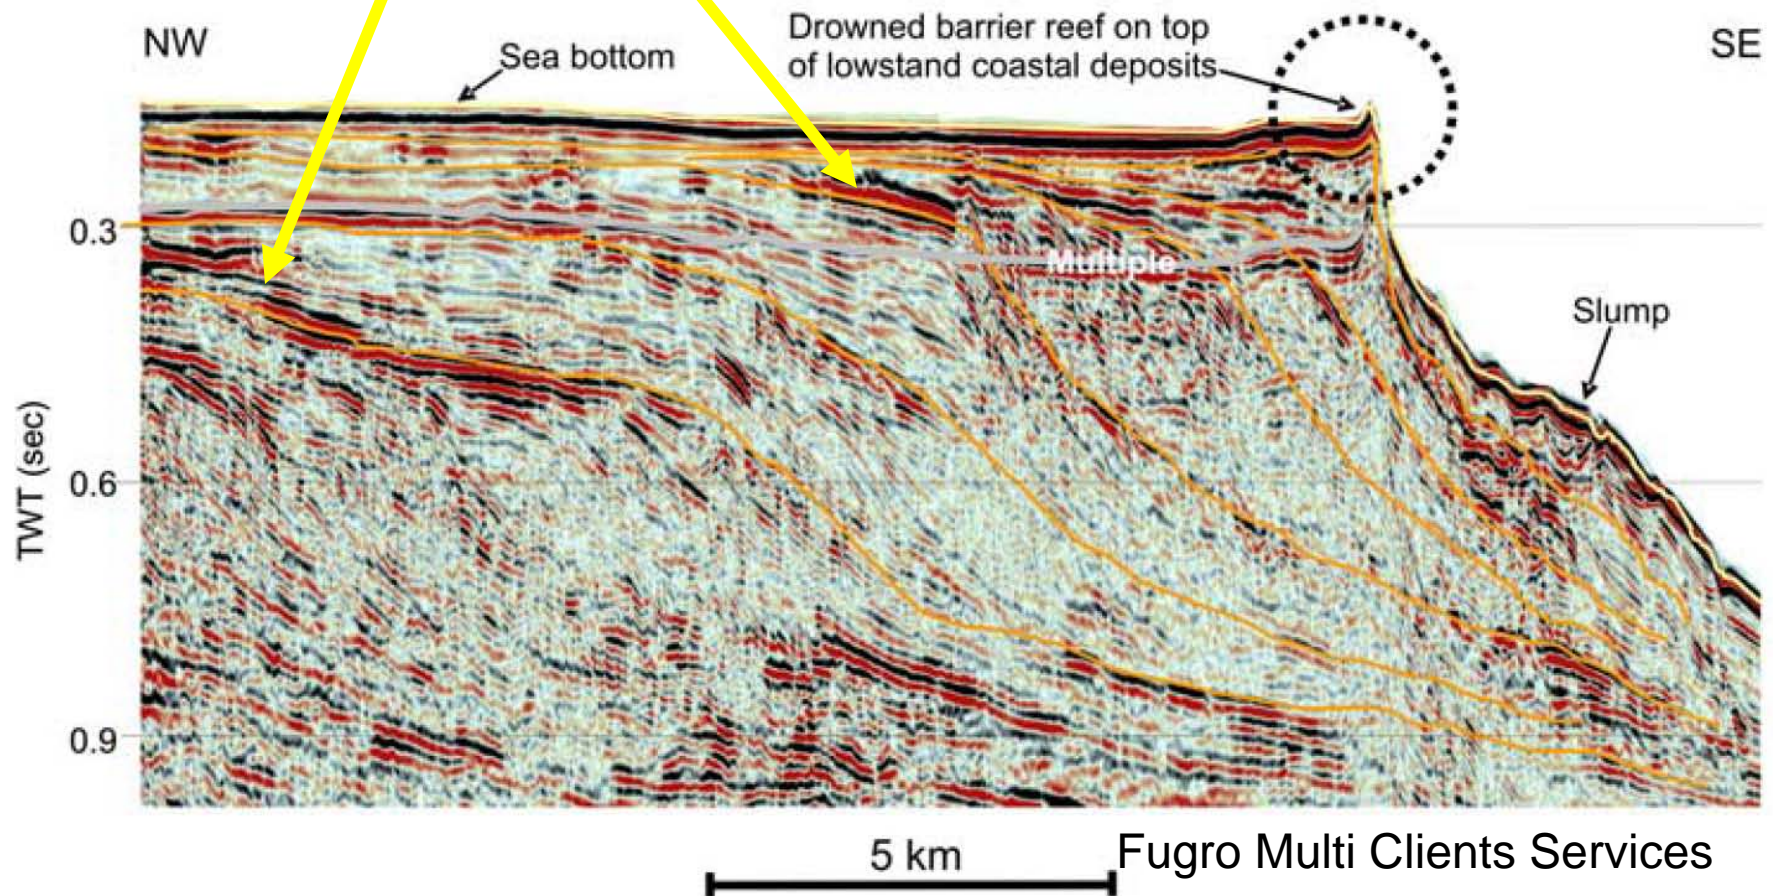 NW
Sea bottom
Drowned barrier reef on top
of lowstand coastal deposits
SE
0.3
Multiple
Slump
TWT (sec)
0.6
0.9
5 km
Fugro Multi Clients Services